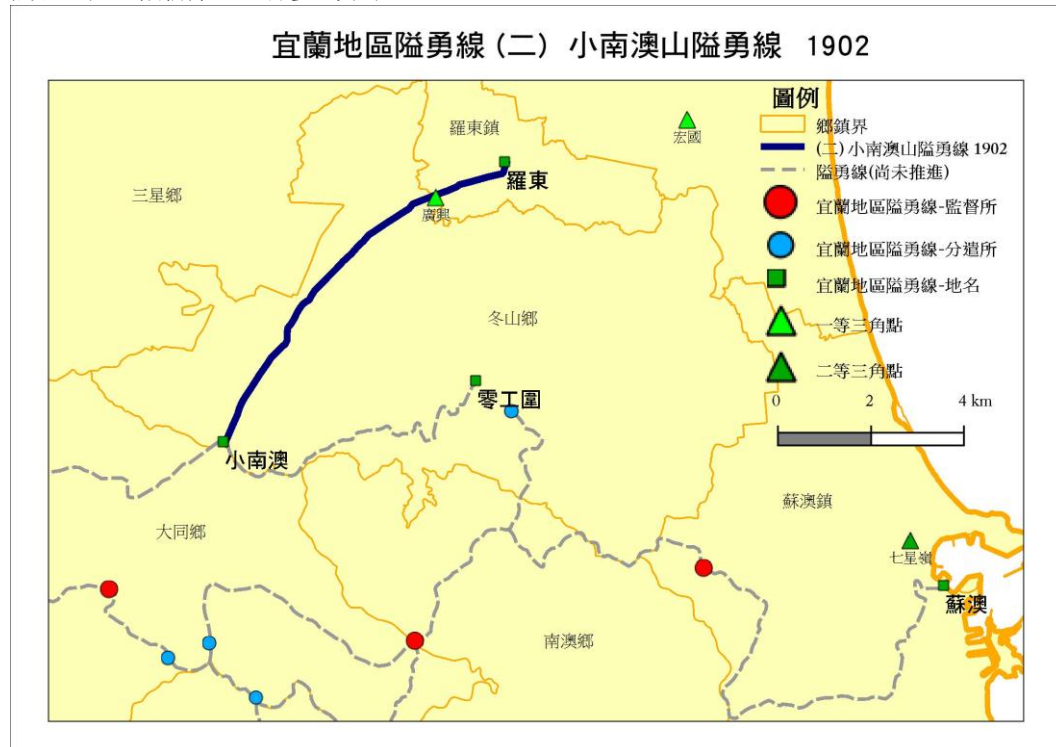 宜蘭地區隘勇線 (二) 小南澳山隘勇線 1902
圖例
鄉鎮界
(二) 小南澳山隘勇線 1902
隘勇線(尚未推進)
宜蘭地區隘勇線-監督所
宜蘭地區隘勇線-分遣所
宜蘭地區隘勇線-地名
一等三角點
二等三角點
0 2 4 km
羅東鎮
宏國
羅東
三星鄉
廣興
冬山鄉
零工圍
小南澳
大同鄉
蘇澳鎮
七星嶺
蘇澳
南澳鄉